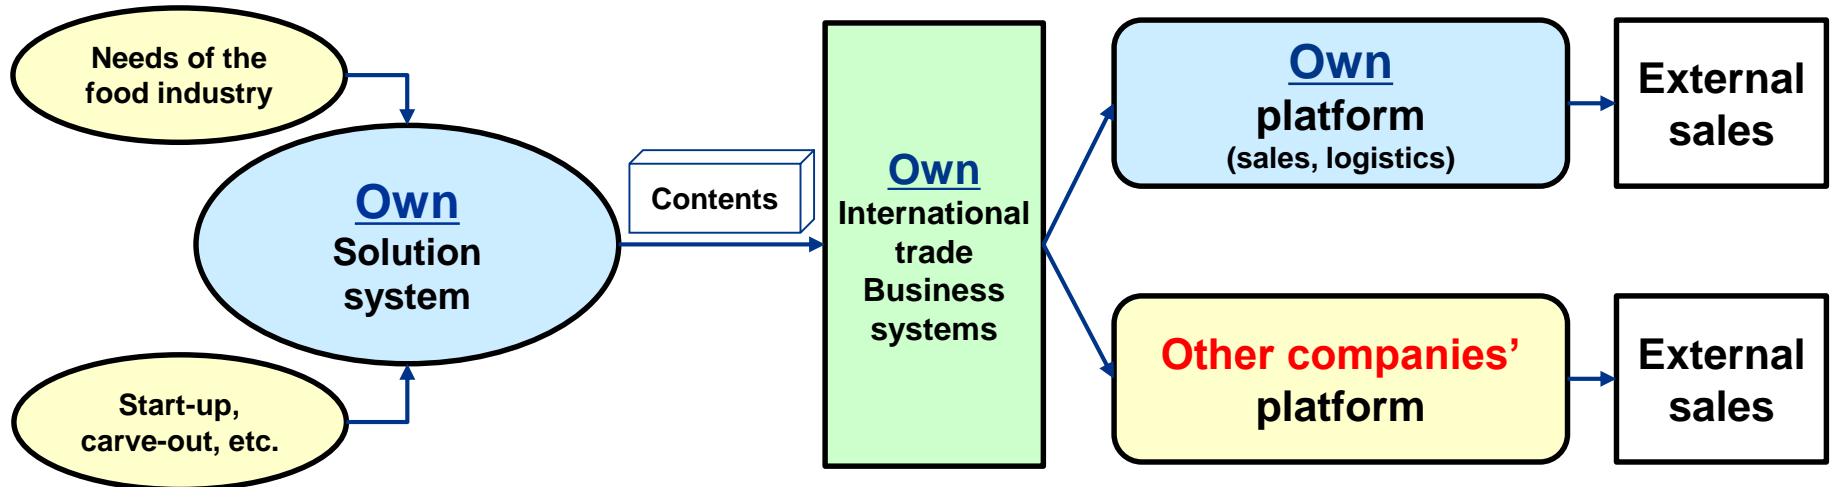 Needs of the
food industry
Own
Solution
system
Start-up,
carve-out, etc.
Contents
Own
International
trade
Business
systems
Own
platform
(sales, logistics)
External
sales
Other companies’
platform
External
sales